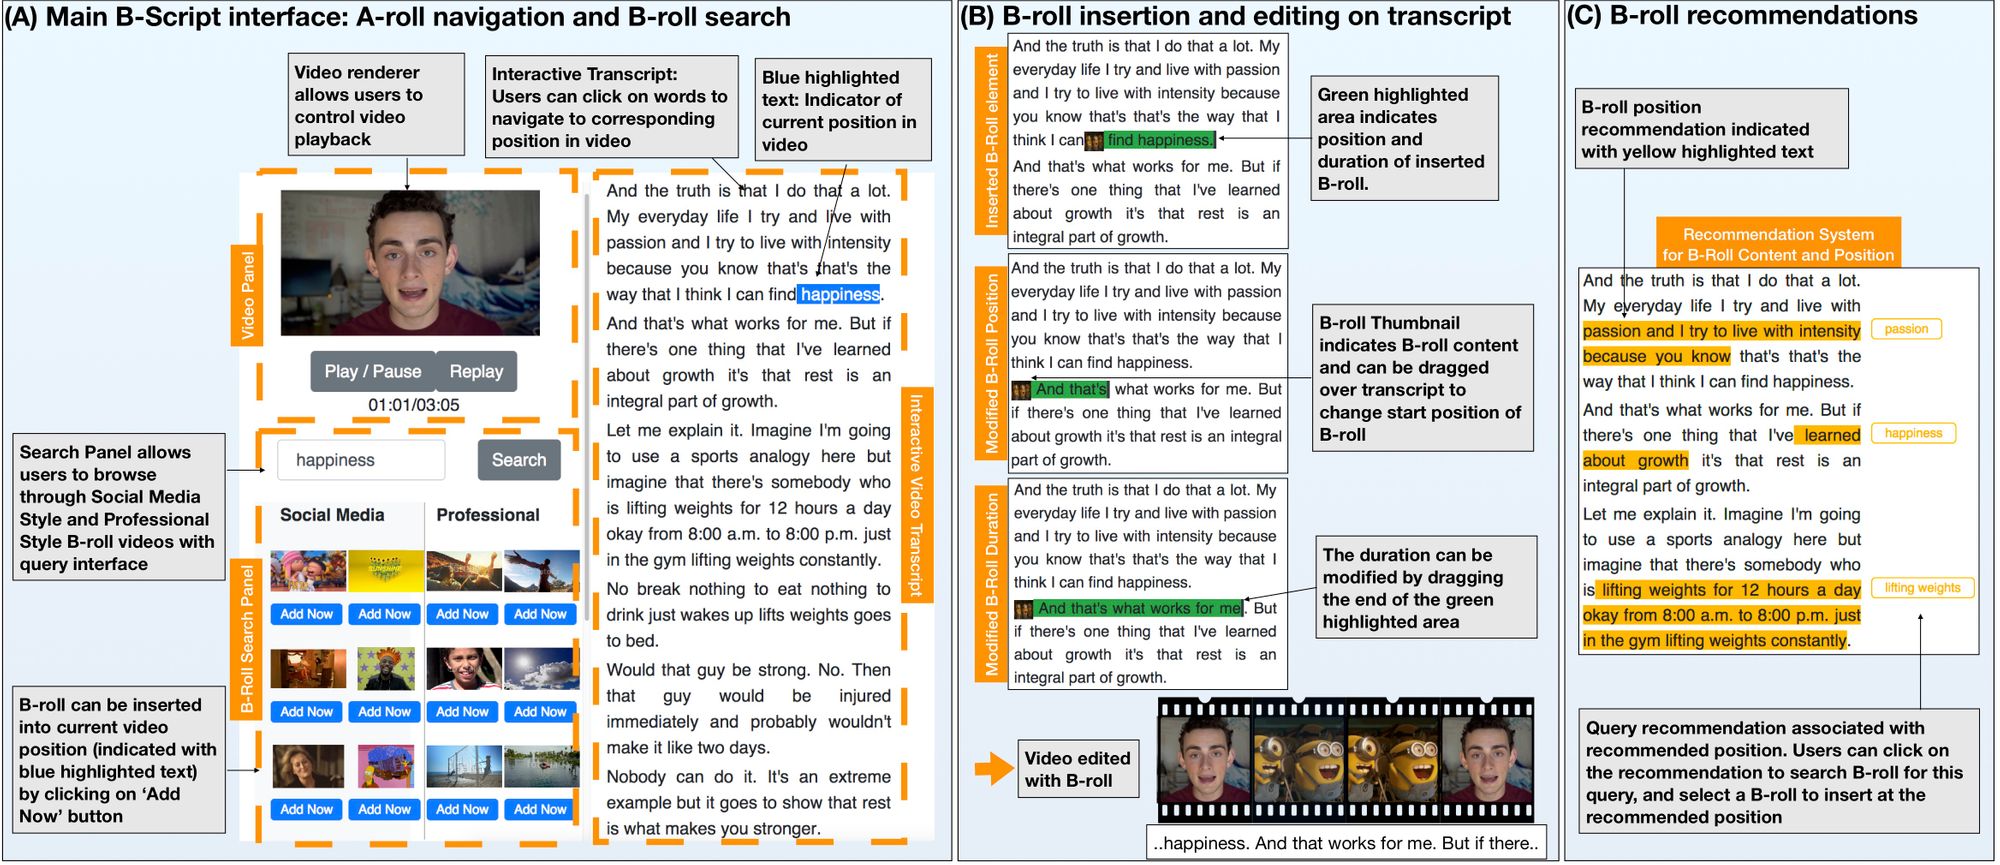 (A) Main B-Script interface: A-roll navigation and B-roll search
Video renderer
allows users to
control video
playback
Interactive Transcript:
Users can click on words to
navigate to corresponding
position in video
Blue highlighted
text: Indicator of
current position in
video
Video Panel
Play / Pause
Replay
01:01/03:05
Search Panel allows
users to browse
through Social Media
Style and Professional
Style B-roll videos with
query interface
happiness
Search
B-Roll Search Panel
Social Media
Professional
Add Now
Add Now
Add Now
Add Now
Add Now
Add Now
Add Now
Add Now
Add Now
Add Now
Add Now
Add Now
B-roll can be inserted
into current video
position (indicated with
blue highlighted text)
by clicking on ‘Add
Now’ button
And the truth is that I do that a lot.
My everyday life I try and live with
passion and I try to live with intensity
because you know that's that's the
way that I think I can find happiness.
And that's what works for me. But if
there's one thing that I've learned
about growth it's that rest is an
integral part of growth.
Let me explain it. Imagine I'm going
to use a sports analogy here but
imagine that there's somebody who
is lifting weights for 12 hours a day
okay from 8:00 a.m. to 8:00 p.m. just
in the gym lifting weights constantly.
No break nothing to eat nothing to
drink just wakes up lifts weights goes
to bed.
Would that guy be strong. No. Then
that guy would be injured
immediately and probably wouldn't
make it like two days.
Nobody can do it. It's an extreme
example but it goes to show that rest
is what makes you stronger.
Interactive Video Transcript
(B) B-roll insertion and editing on transcript
Inserted B-Roll element
And the truth is that I do that a lot. My
everyday life I try and live with passion
and I try to live with intensity because
you know that's that's the way that I
think I can find happiness.
And that's what works for me. But if
there's one thing that I've learned
about growth it's that rest is an
integral part of growth.
Green highlighted
area indicates
position and
duration of inserted
B-roll.
Modified B-Roll Position
And the truth is that I do that a lot. My
everyday life I try and live with passion
and I try to live with intensity because
you know that's that's the way that I
think I can find happiness.
And that's what works for me. But
if there's one thing that I've learned
about growth it's that rest is an integral
part of growth.
B-roll Thumbnail
indicates B-roll content
and can be dragged
over transcript to
change start position of
B-roll
Modified B-Roll Duration
And the truth is that I do that a lot. My
everyday life I try and live with passion
and I try to live with intensity because
you know that's that's the way that I
think I can find happiness.
And that's what works for me. But
if there's one thing that I've learned
about growth it's that rest is an
integral part of growth.
The duration can be
modified by dragging
the end of the green
highlighted area
Video edited
with B-roll
..happiness. And that works for me. But if there..
(C) B-roll recommendations
B-roll position
recommendation indicated
with yellow highlighted text
Recommendation System
for B-Roll Content and Position
And the truth is that I do that a lot.
My everyday life I try and live with
passion and I try to live with intensity
because you know that's that's the
way that I think I can find happiness.
And that's what works for me. But if
there's one thing that I've learned
about growth it's that rest is an
integral part of growth.
Let me explain it. Imagine I'm going
to use a sports analogy here but
imagine that there's somebody who
is lifting weights for 12 hours a day
okay from 8:00 a.m. to 8:00 p.m. just
in the gym lifting weights constantly.
passion
happiness
lifting weights
Query recommendation associated with
recommended position. Users can click on
the recommendation to search B-roll for this
query, and select a B-roll to insert at the
recommended position